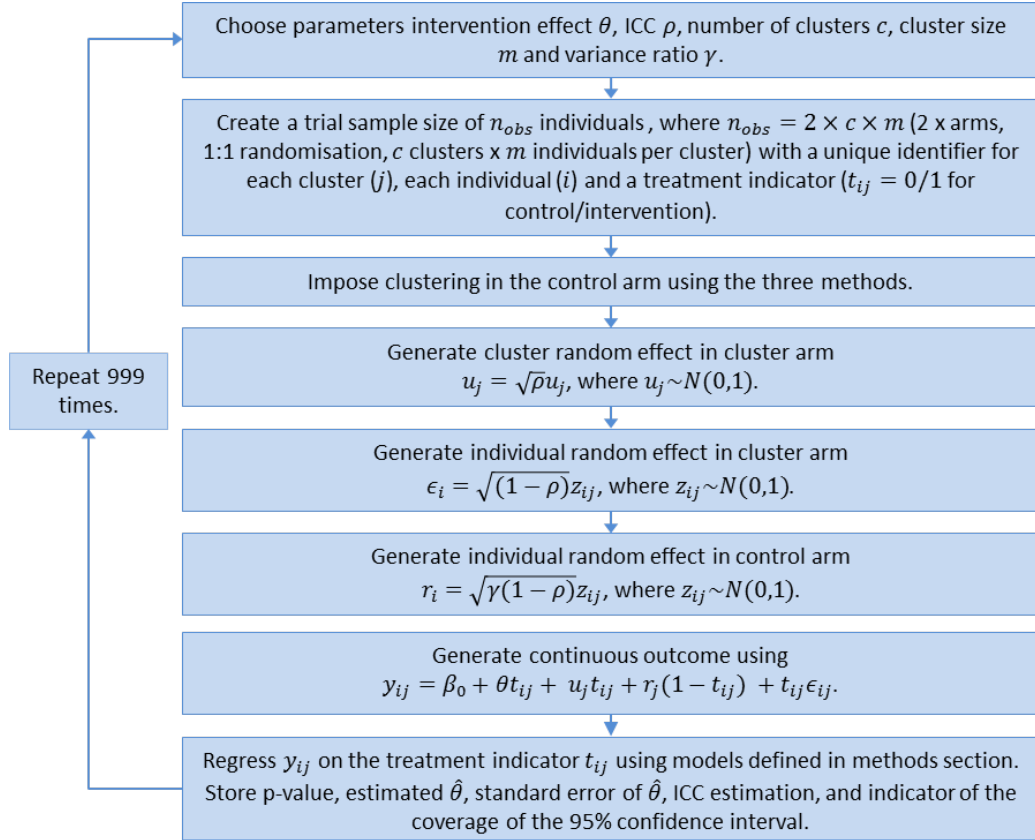 Choose parameters intervention effect θ, ICC ρ, number of clusters c, cluster size
m and variance ratio γ.
Create a trial sample size of n_obs individuals , where n_obs = 2 × c × m (2 x arms,
1:1 randomisation, c clusters x m individuals per cluster) with a unique identifier for
each cluster (j), each individual (i) and a treatment indicator (t_ij = 0/1 for
control/intervention).
Impose clustering in the control arm using the three methods.
Generate cluster random effect in cluster arm
u_j = √ρu_j, where u_j~N(0,1).
Generate individual random effect in cluster arm
ϵ_i = √(1 − ρ)z_ij, where z_ij~N(0,1).
Generate individual random effect in control arm
r_i = √γ(1 − ρ)z_ij, where z_ij~N(0,1).
Generate continuous outcome using
y_ij = β_0 + θt_ij + u_jt_ij + r_j(1 − t_ij) + t_ijϵ_ij.
Regress y_ij on the treatment indicator t_ij using models defined in methods section.
Store p-value, estimated θ̂, standard error of θ̂, ICC estimation, and indicator of the
coverage of the 95% confidence interval.
Repeat 999
times.